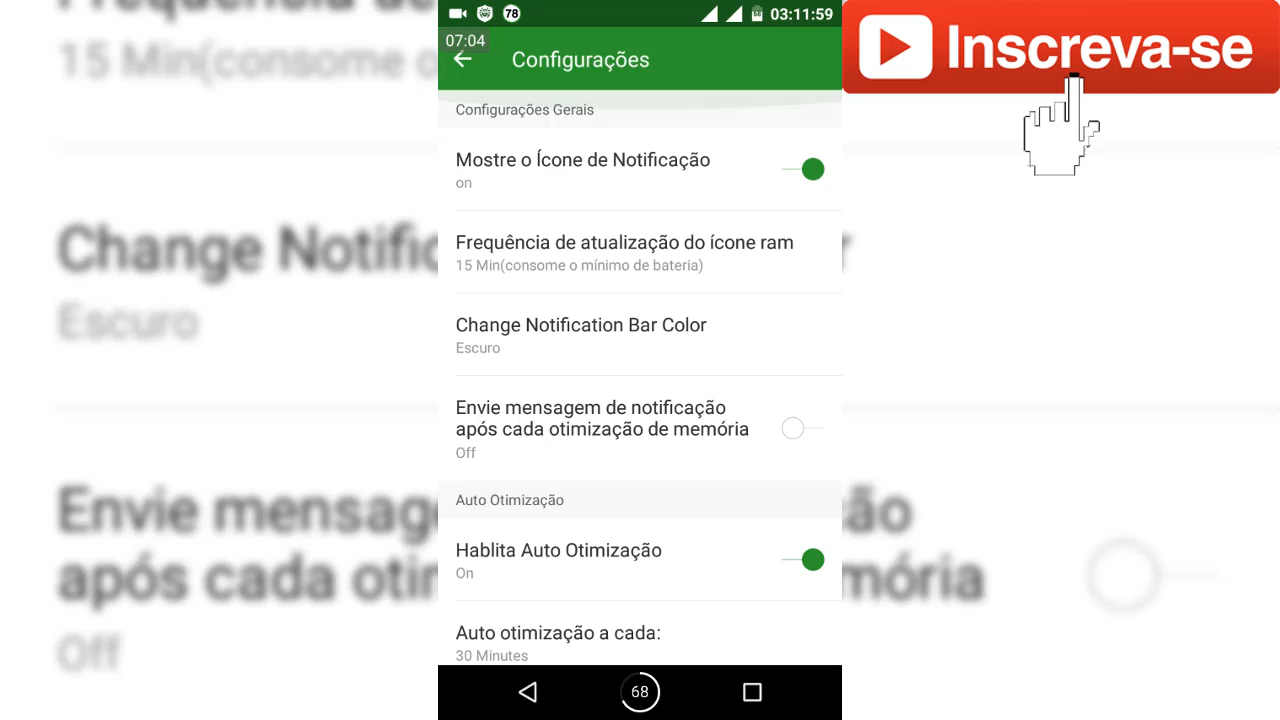 78
03:11:59
07:04
Configurações
Inscreva-se
Configurações Gerais
Mostre o Ícone de Notificação
on
Frequência de atualização do ícone ram
15 Min(consome o mínimo de bateria)
Change Notification Bar Color
Escuro
Envie mensagem de notificação
após cada otimização de memória
Off
Auto Otimização
Hablita Auto Otimização
On
Auto otimização a cada:
30 Minutes
68
15 Min(consome o
Change Notific
Escuro
Envie mensag
ão
após cada otin
mória
Off